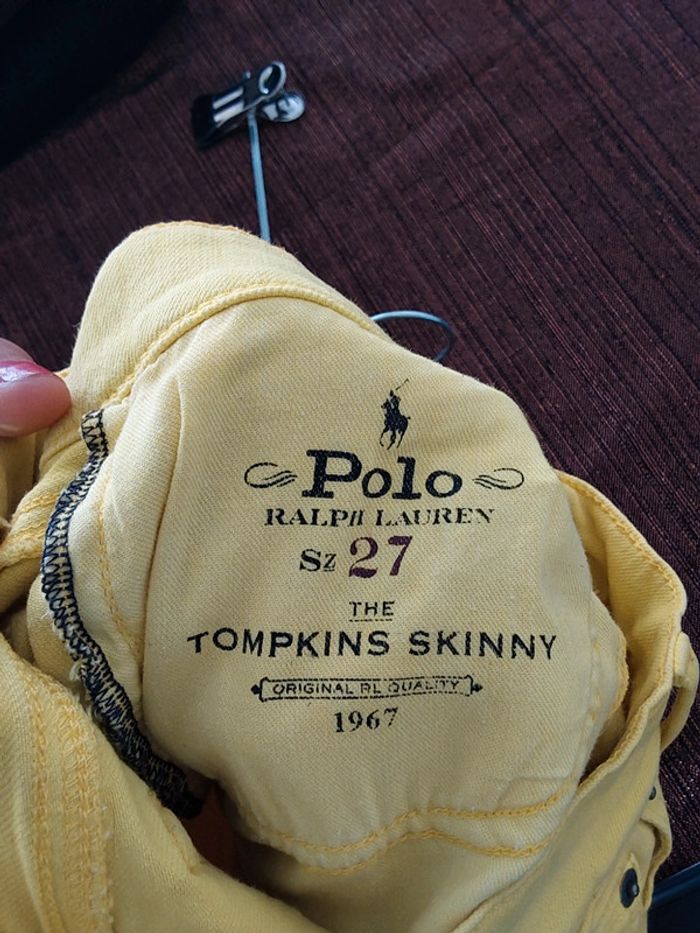 Polo
RALPH LAUREN
Sz 27
THE
TOMPKINS SKINNY
ORIGINAL RL QUALITY
1967